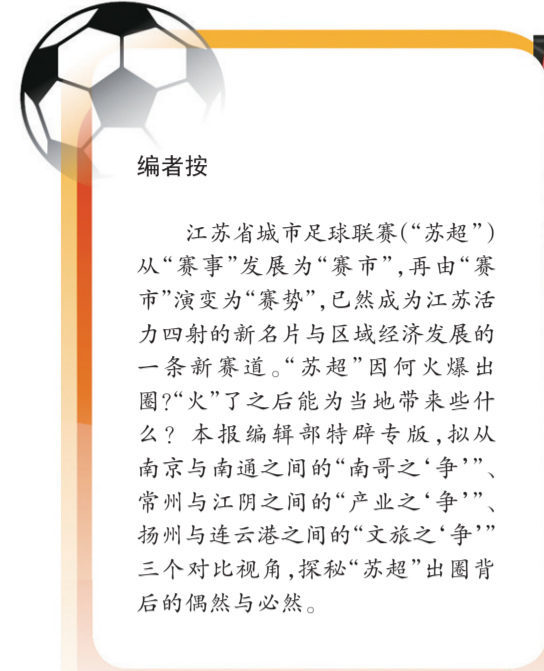 编者按
江苏省城市足球联赛(“苏超”)
从“赛事”发展为“赛市”,再由“赛
市”演变为“赛势”,已然成为江苏活
力四射的新名片与区域经济发展的
一条新赛道。“苏超”因何火爆出
圈?“火”了之后能为当地带来些什
么? 本报编辑部特辟专版,拟从
南京与南通之间的“南哥之‘争’”、
常州与江阴之间的“产业之‘争’”、
扬州与连云港之间的“文旅之‘争’”
三个对比视角,探秘“苏超”出圈背
后的偶然与必然。